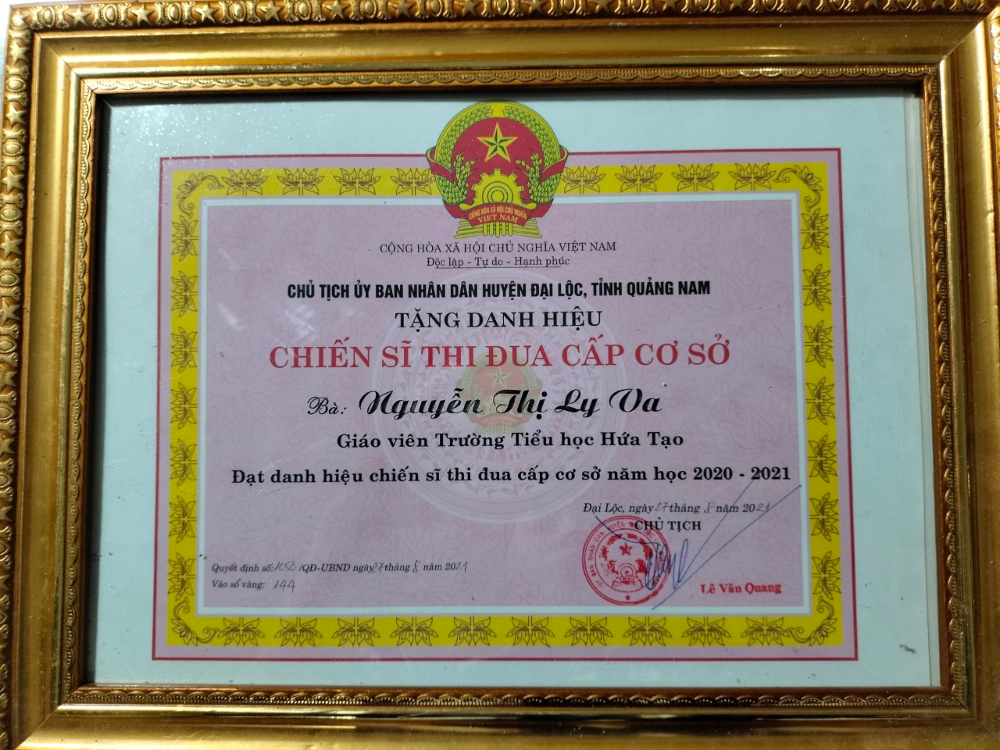 CỘNG HÒA XÃ HỘI CHỦ NGHĨA
VIỆT NAM
CỘNG HÒA XÃ HỘI CHỦ NGHĨA VIỆT NAM
Độc lập - Tự do - Hạnh phúc
CHỦ TỊCH ỦY BAN NHÂN DÂN HUYỆN ĐẠI LỘC, TỈNH QUẢNG NAM
TẶNG DANH HIỆU
CHIẾN SĨ THI ĐUA CẤP CƠ SỞ
Bà: Nguyễn Thị Ly Va
Giáo viên Trường Tiểu học Hứa Tạo
Đạt danh hiệu chiến sĩ thi đua cấp cơ sở năm học 2020 - 2021
Đại Lộc, ngày 27 tháng 8 năm 2021
CHỦ TỊCH
Quyết định số: 1050 /QĐ-UBND ngày 27 tháng 8 năm 2021
Vào sổ vàng: 144
Lê Văn Quang